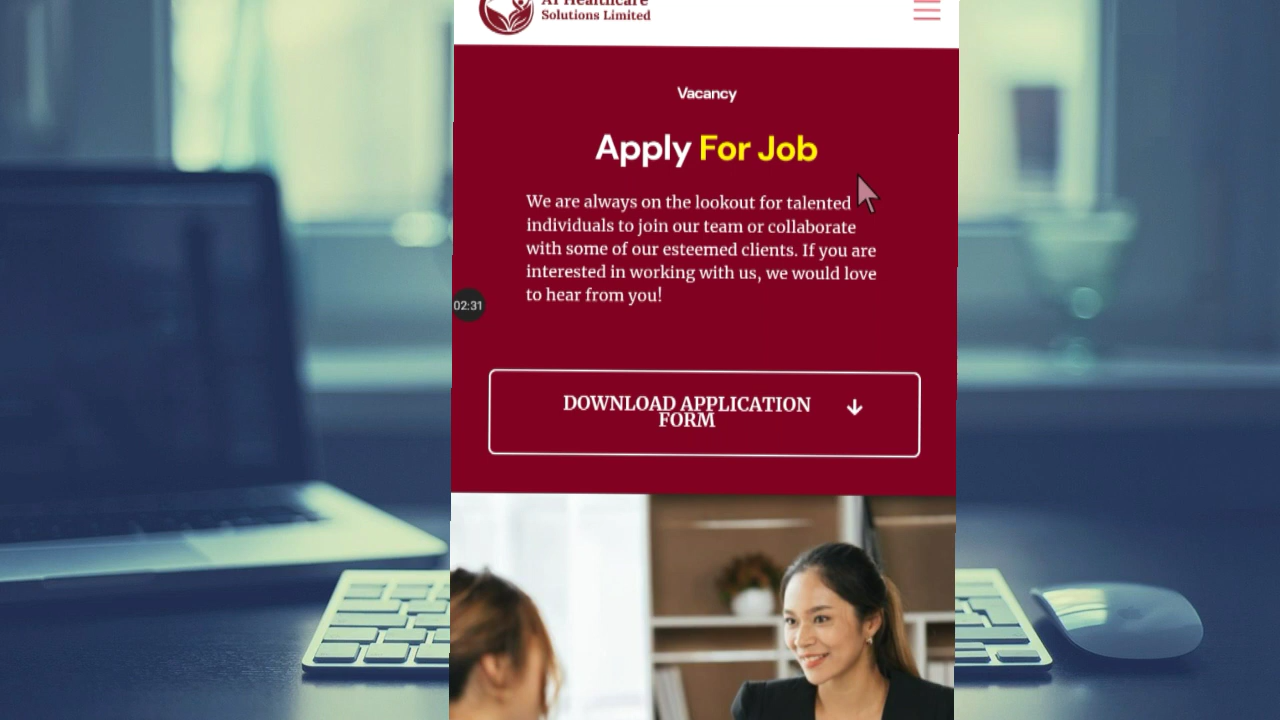 A1 Healthcare
Solutions Limited
Vacancy
Apply For Job
We are always on the lookout for talented
individuals to join our team or collaborate
with some of our esteemed clients. If you are
interested in working with us, we would love
to hear from you!
02:31
DOWNLOAD APPLICATION
FORM